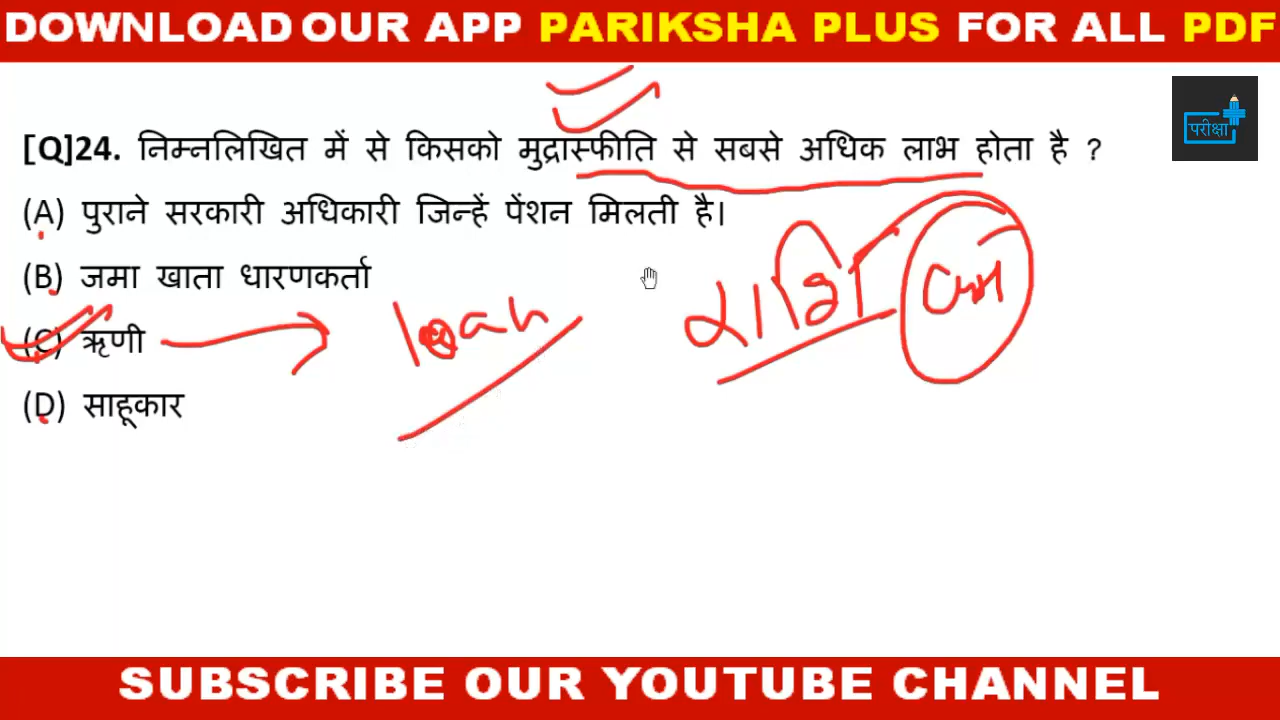 DOWNLOAD OUR APP PARIKSHA PLUS FOR ALL PDF
परीक्षा
[Q]24. निम्नलिखित में से किसको मुद्रास्फीति से सबसे अधिक लाभ होता है ?
(A) पुराने सरकारी अधिकारी जिन्हें पेंशन मिलती है।
(B) जमा खाता धारणकर्ता
(C) ऋणी
loan
राशि
कम
(D) साहूकार
SUBSCRIBE OUR YOUTUBE CHANNEL